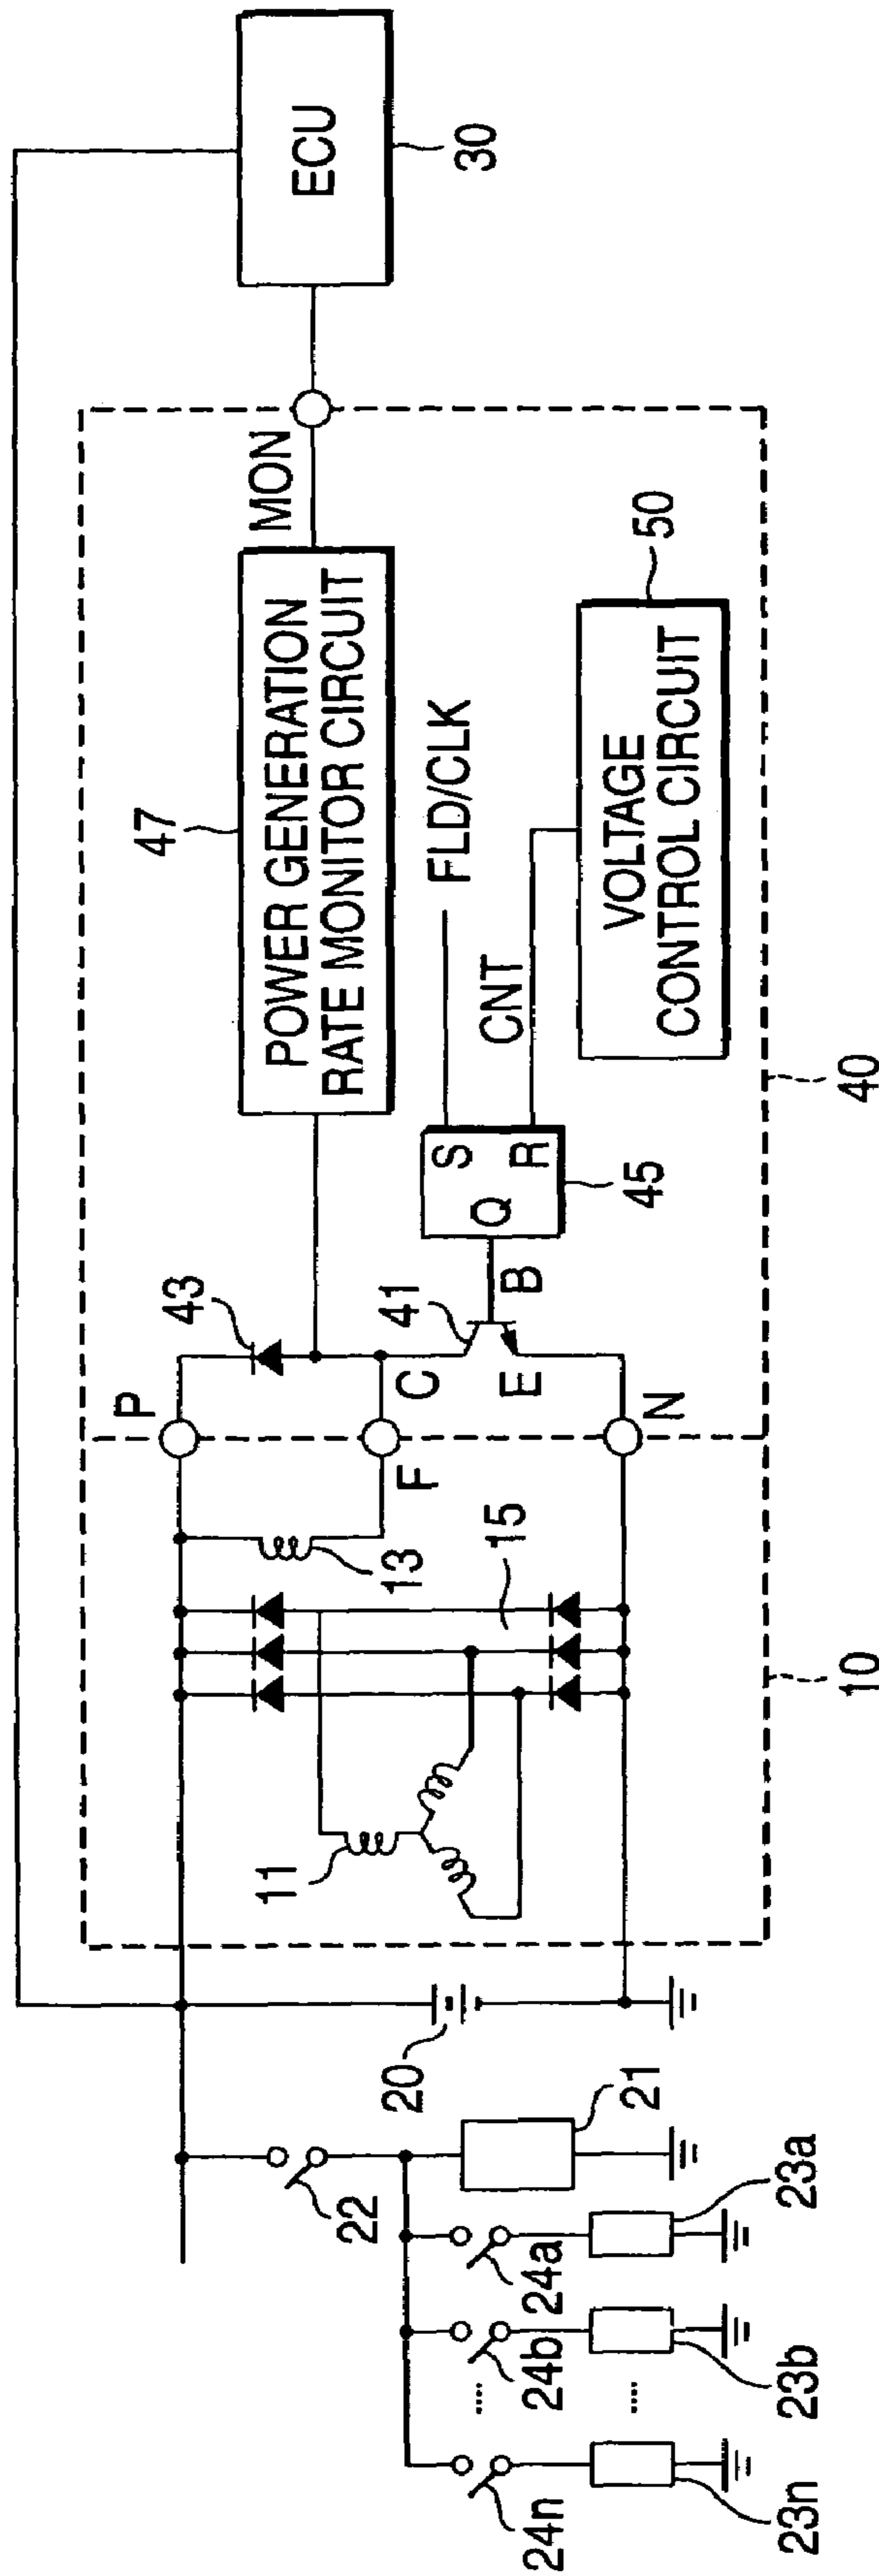 ECU
30
MON
POWER GENERATION
RATE MONITOR CIRCUIT
47
FLD/CLK
CNT
VOLTAGE
CONTROL CIRCUIT
50
40
S
R
Q
45
B
43
41
C
E
P
F
N
13
15
11
10
20
21
22
23a
24a
23b
24b
....
....
23n
24n